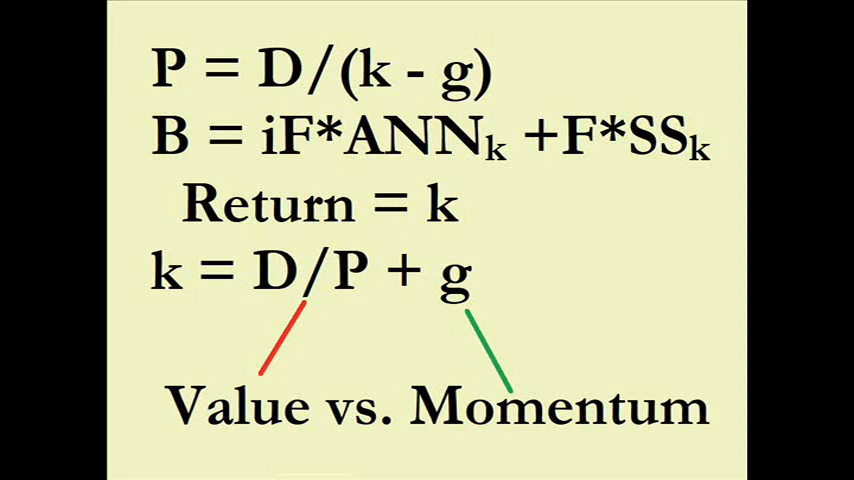 P = D/(k - g)
B = iF*ANNk +F*SSk
Return = k
k = D/P + g
Value vs. Momentum